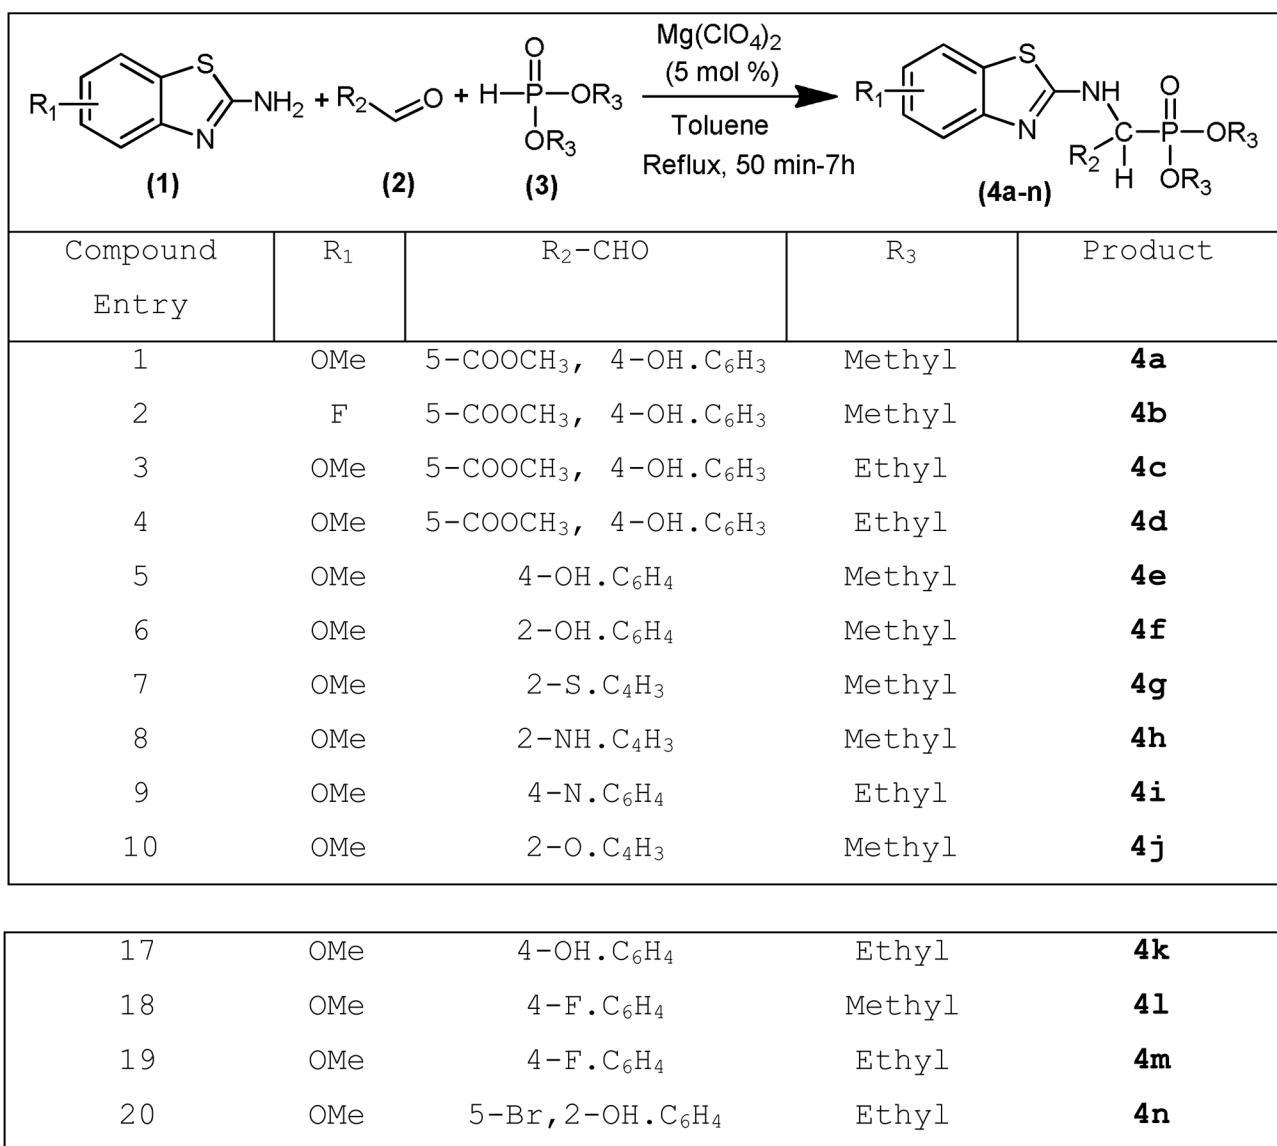 Mg(ClO₄)₂
(5 mol %)
Toluene
Reflux, 50 min-7h
R₁ S N NH₂ + R₂ O + H P O OR₃ OR₃
R₁ S N NH R₂ C H P O OR₃ OR₃
(1) (2) (3) (4a-n)
Compound Entry R₁ R₂-CHO R₃ Product
1 OMe 5-COOCH₃, 4-OH.C₆H₃ Methyl 4a
2 F 5-COOCH₃, 4-OH.C₆H₃ Methyl 4b
3 OMe 5-COOCH₃, 4-OH.C₆H₃ Ethyl 4c
4 OMe 5-COOCH₃, 4-OH.C₆H₃ Ethyl 4d
5 OMe 4-OH.C₆H₄ Methyl 4e
6 OMe 2-OH.C₆H₄ Methyl 4f
7 OMe 2-S.C₄H₃ Methyl 4g
8 OMe 2-NH.C₄H₃ Methyl 4h
9 OMe 4-N.C₆H₄ Ethyl 4i
10 OMe 2-O.C₄H₃ Methyl 4j
17 OMe 4-OH.C₆H₄ Ethyl 4k
18 OMe 4-F.C₆H₄ Methyl 4l
19 OMe 4-F.C₆H₄ Ethyl 4m
20 OMe 5-Br,2-OH.C₆H₄ Ethyl 4n